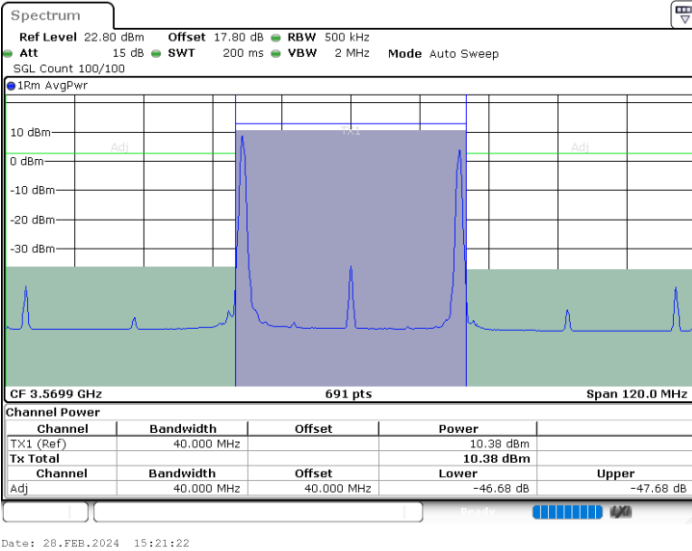 Spectrum
Ref Level 22.80 dBm Offset 17.80 dB RBW 500 kHz
Att 15 dB SWT 200 ms VBW 2 MHz Mode Auto Sweep
SGL Count 100/100
1Rm AvgPwr
TX1
10 dBm
Adj Adj
0 dBm
-10 dBm
-20 dBm
-30 dBm
CF 3.5699 GHz 691 pts Span 120.0 MHz
Channel Power
Channel Bandwidth Offset Power
TX1 (Ref) 40.000 MHz 10.38 dBm
Tx Total 10.38 dBm
Channel Bandwidth Offset Lower Upper
Adj 40.000 MHz 40.000 MHz -46.68 dB -47.68 dB
Ready
Date: 28.FEB.2024 15:21:22